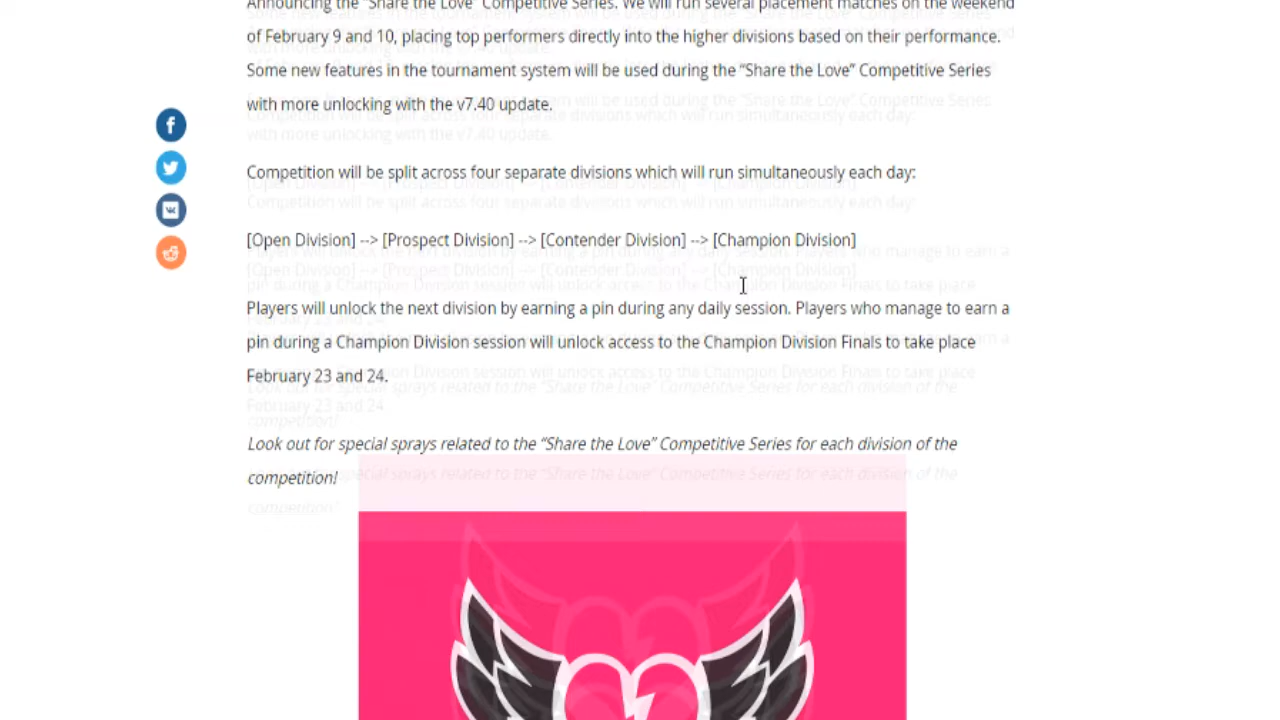 Announcing the "Share the Love" Competitive Series. We will run several placement matches on the weekend
of February 9 and 10, placing top performers directly into the higher divisions based on their performance.
Some new features in the tournament system will be used during the “Share the Love” Competitive Series
with more unlocking with the v7.40 update.
Competition will be split across four separate divisions which will run simultaneously each day:
[Open Division] --> [Prospect Division] --> [Contender Division] --> [Champion Division]
Players will unlock the next division by earning a pin during any daily session. Players who manage to earn a
pin during a Champion Division session will unlock access to the Champion Division Finals to take place
February 23 and 24.
Look out for special sprays related to the “Share the Love” Competitive Series for each division of the
competition!